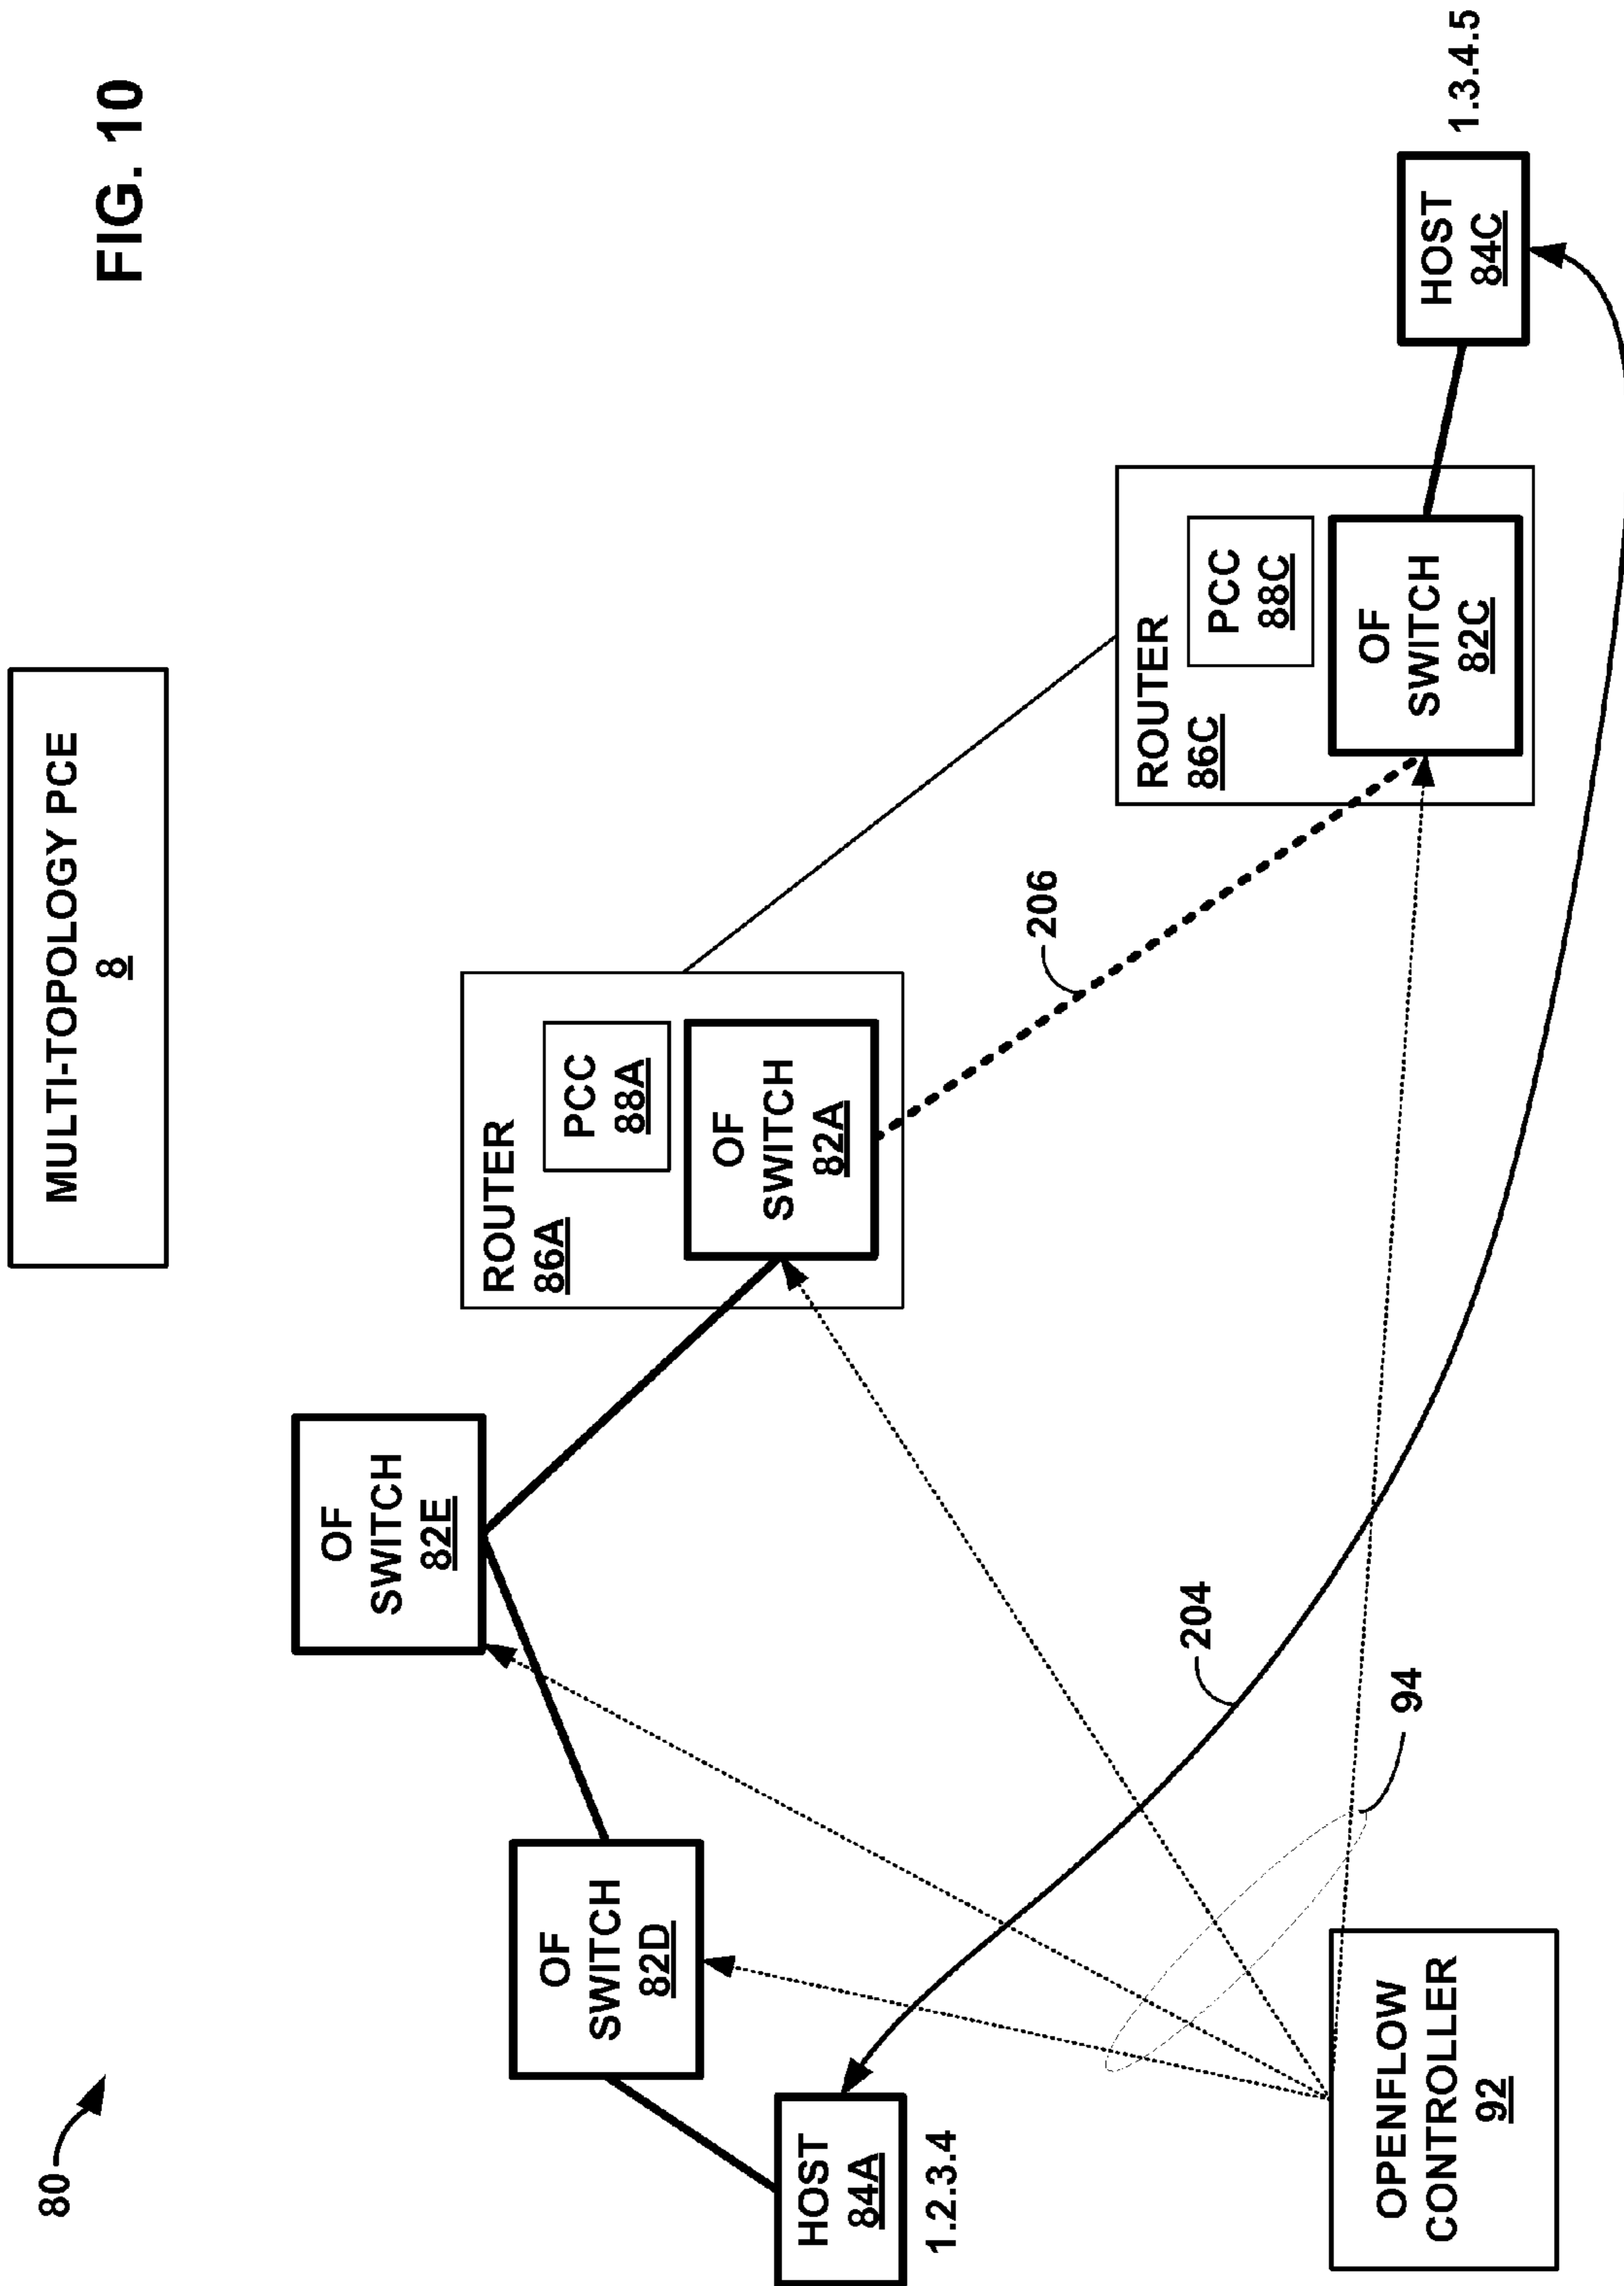 80
MULTI-TOPOLOGY PCE
8
FIG. 10
OF
SWITCH
82E
ROUTER
86A
PCC
88A
OF
SWITCH
82A
OF
SWITCH
82D
HOST
84A
1.2.3.4
206
204
94
ROUTER
86C
PCC
88C
OF
SWITCH
82C
HOST
84C
1.3.4.5
OPENFLOW
CONTROLLER
92